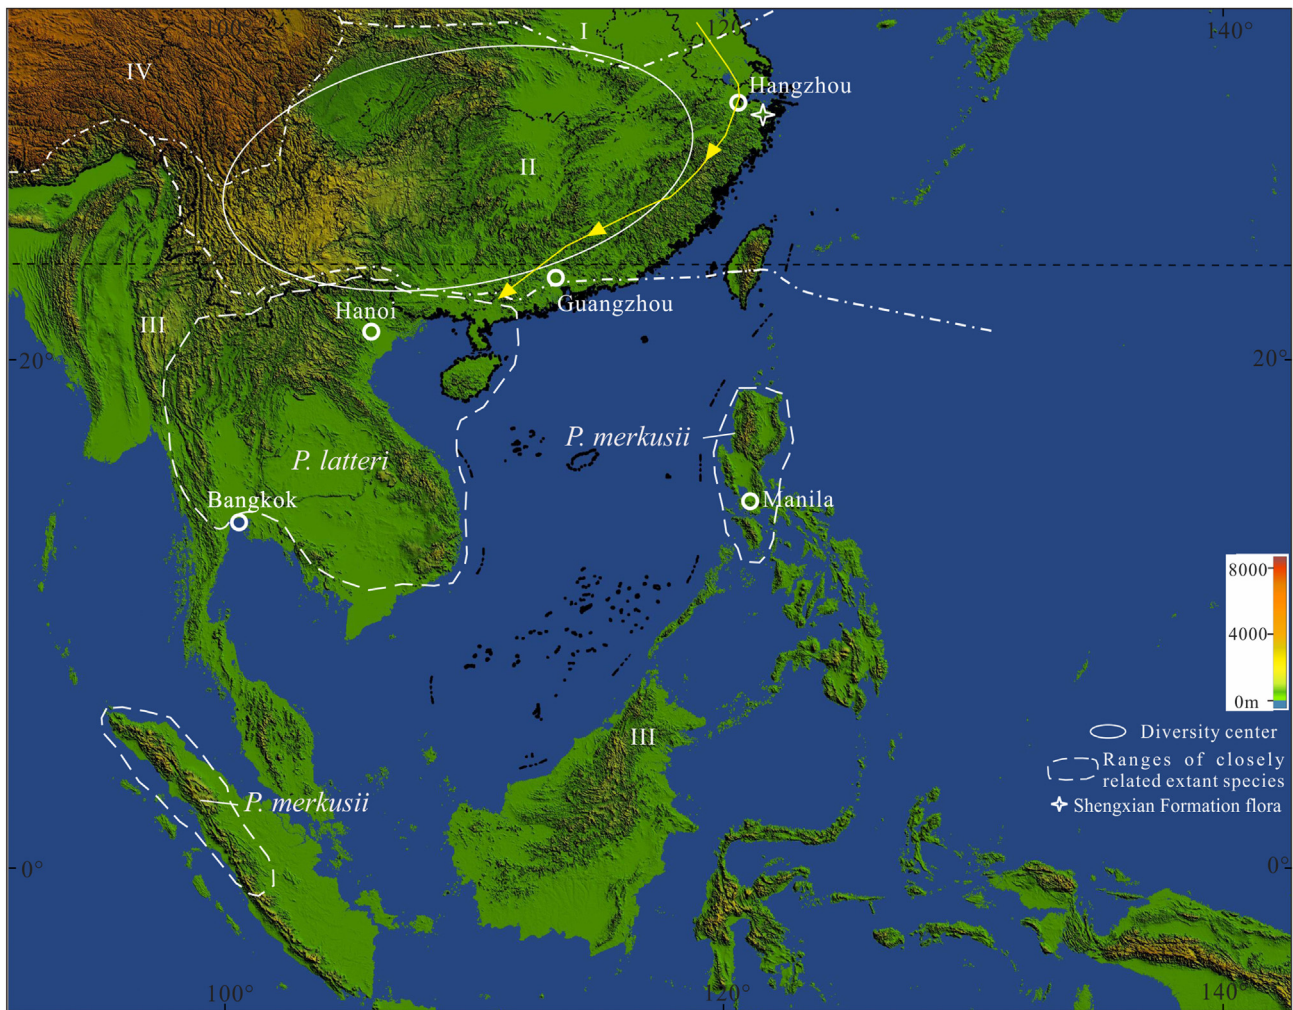 100°
120°
140°
I
IV
Hangzhou
II
Guangzhou
Hanoi
III
20°
20°
P. merkusii
P. latteri
Bangkok
Manila
8000
4000
0m
III
Diversity center
Ranges of closely
related extant species
Shengxian Formation flora
P. merkusii
0°
0°
100°
120°
140°